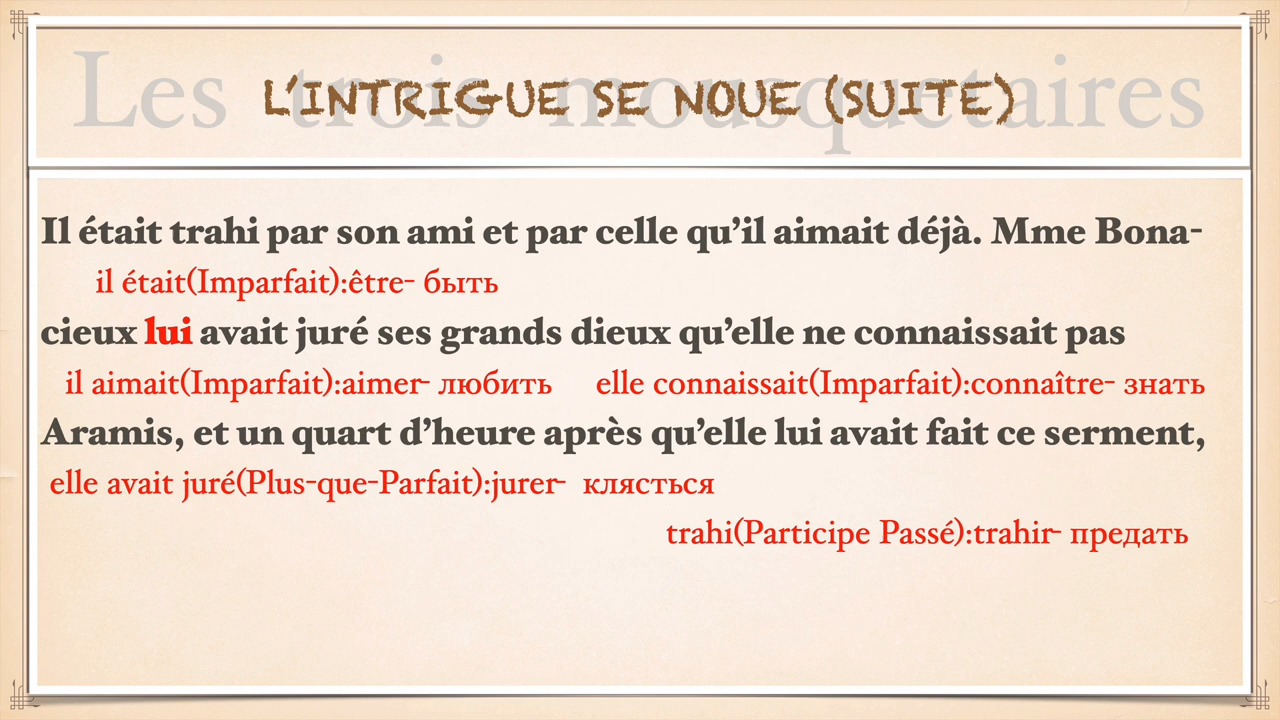 Les trois mousquetaires
L'INTRIGUE SE NOUE (SUITE)
Il était trahi par son ami et par celle qu'il aimait déjà. Mme Bona-
il était(Imparfait):être- быть
cieux lui avait juré ses grands dieux qu'elle ne connaissait pas
il aimait(Imparfait):aimer- любить elle connaissait(Imparfait):connaître- знать
Aramis, et un quart d'heure après qu'elle lui avait fait ce serment,
elle avait juré(Plus-que-Parfait):jurer- клясться
trahi(Participe Passé):trahir- предать